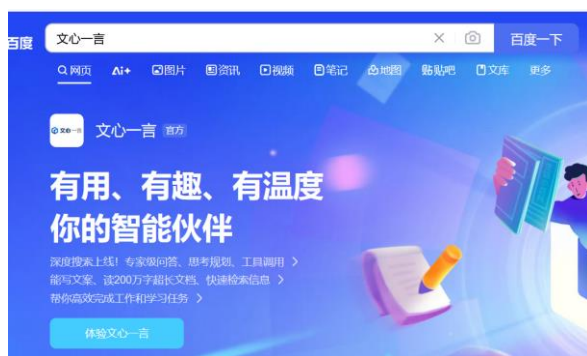 百度 文心一言 百度一下
网页 Ai+ 图片 资讯 视频 笔记 地图 贴吧 文库 更多
文心一言 文心一言 官方
有用、有趣、有温度
你的智能伙伴
深度搜索上线!专家级问答、思考规划、工具调用 >
能写文案、读200万字超长文档、快速检索信息 >
帮你高效完成工作和学习任务 >
体验文心一言